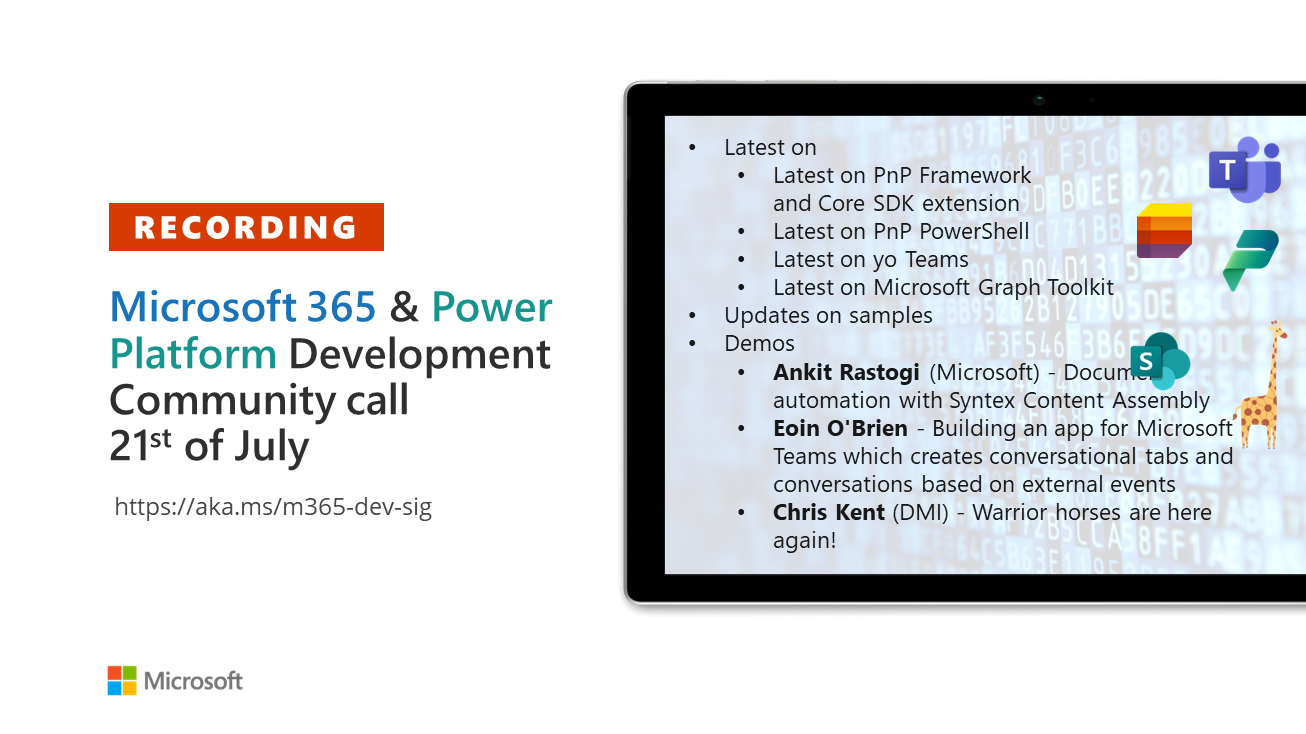 RECORDING
Microsoft 365 & Power
Platform Development
Community call
21st of July
https://aka.ms/m365-dev-sig
Microsoft
• Latest on
• Latest on PnP Framework
and Core SDK extension
• Latest on PnP PowerShell
• Latest on yo Teams
• Latest on Microsoft Graph Toolkit
• Updates on samples
• Demos
• Ankit Rastogi (Microsoft) - Docume
automation with Syntex Content Assembly
• Eoin O'Brien - Building an app for Microsoft
Teams which creates conversational tabs and
conversations based on external events
• Chris Kent (DMI) - Warrior horses are here
again!
T
S